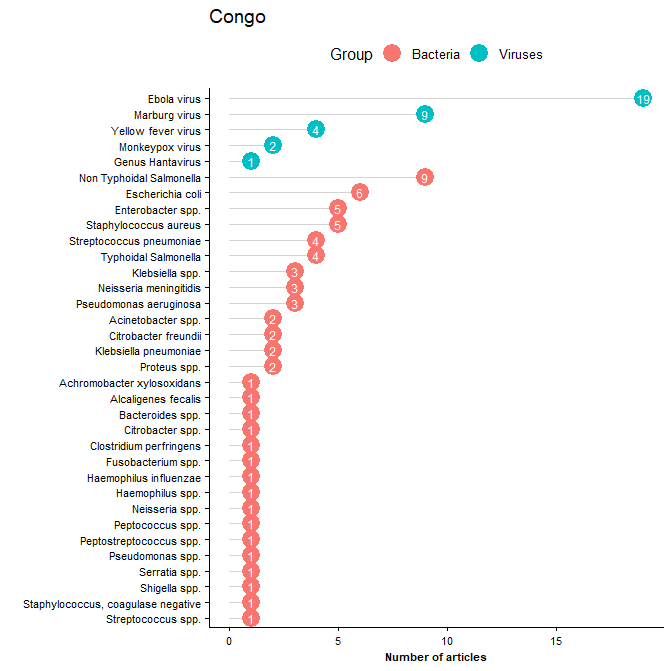 Congo
Group Bacteria Viruses
Ebola virus 19
Marburg virus 9
Yellow fever virus 4
Monkeypox virus 2
Genus Hantavirus 1
Non Typhoidal Salmonella 9
Escherichia coli 6
Enterobacter spp. 5
Staphylococcus aureus 5
Streptococcus pneumoniae 4
Typhoidal Salmonella 4
Klebsiella spp. 3
Neisseria meningitidis 3
Pseudomonas aeruginosa 3
Acinetobacter spp. 2
Citrobacter freundii 2
Klebsiella pneumoniae 2
Proteus spp. 2
Achromobacter xylosoxidans 1
Alcaligenes fecalis 1
Bacteroides spp. 1
Citrobacter spp. 1
Clostridium perfringens 1
Fusobacterium spp. 1
Haemophilus influenzae 1
Haemophilus spp. 1
Neisseria spp. 1
Peptococcus spp. 1
Peptostreptococcus spp. 1
Pseudomonas spp. 1
Serratia spp. 1
Shigella spp. 1
Staphylococcus, coagulase negative 1
Streptococcus spp. 1
0 5 10 15
Number of articles